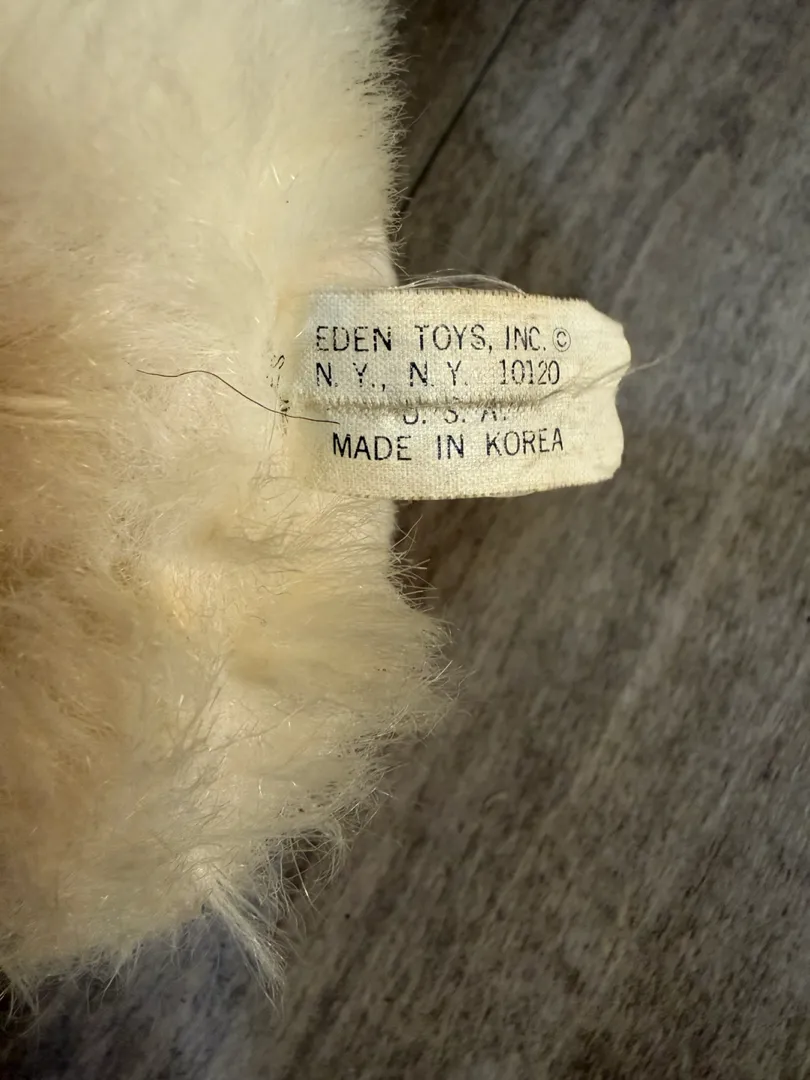 EDEN TOYS, INC.©
N.Y., N.Y. 10120
U.S.A.
MADE IN KOREA